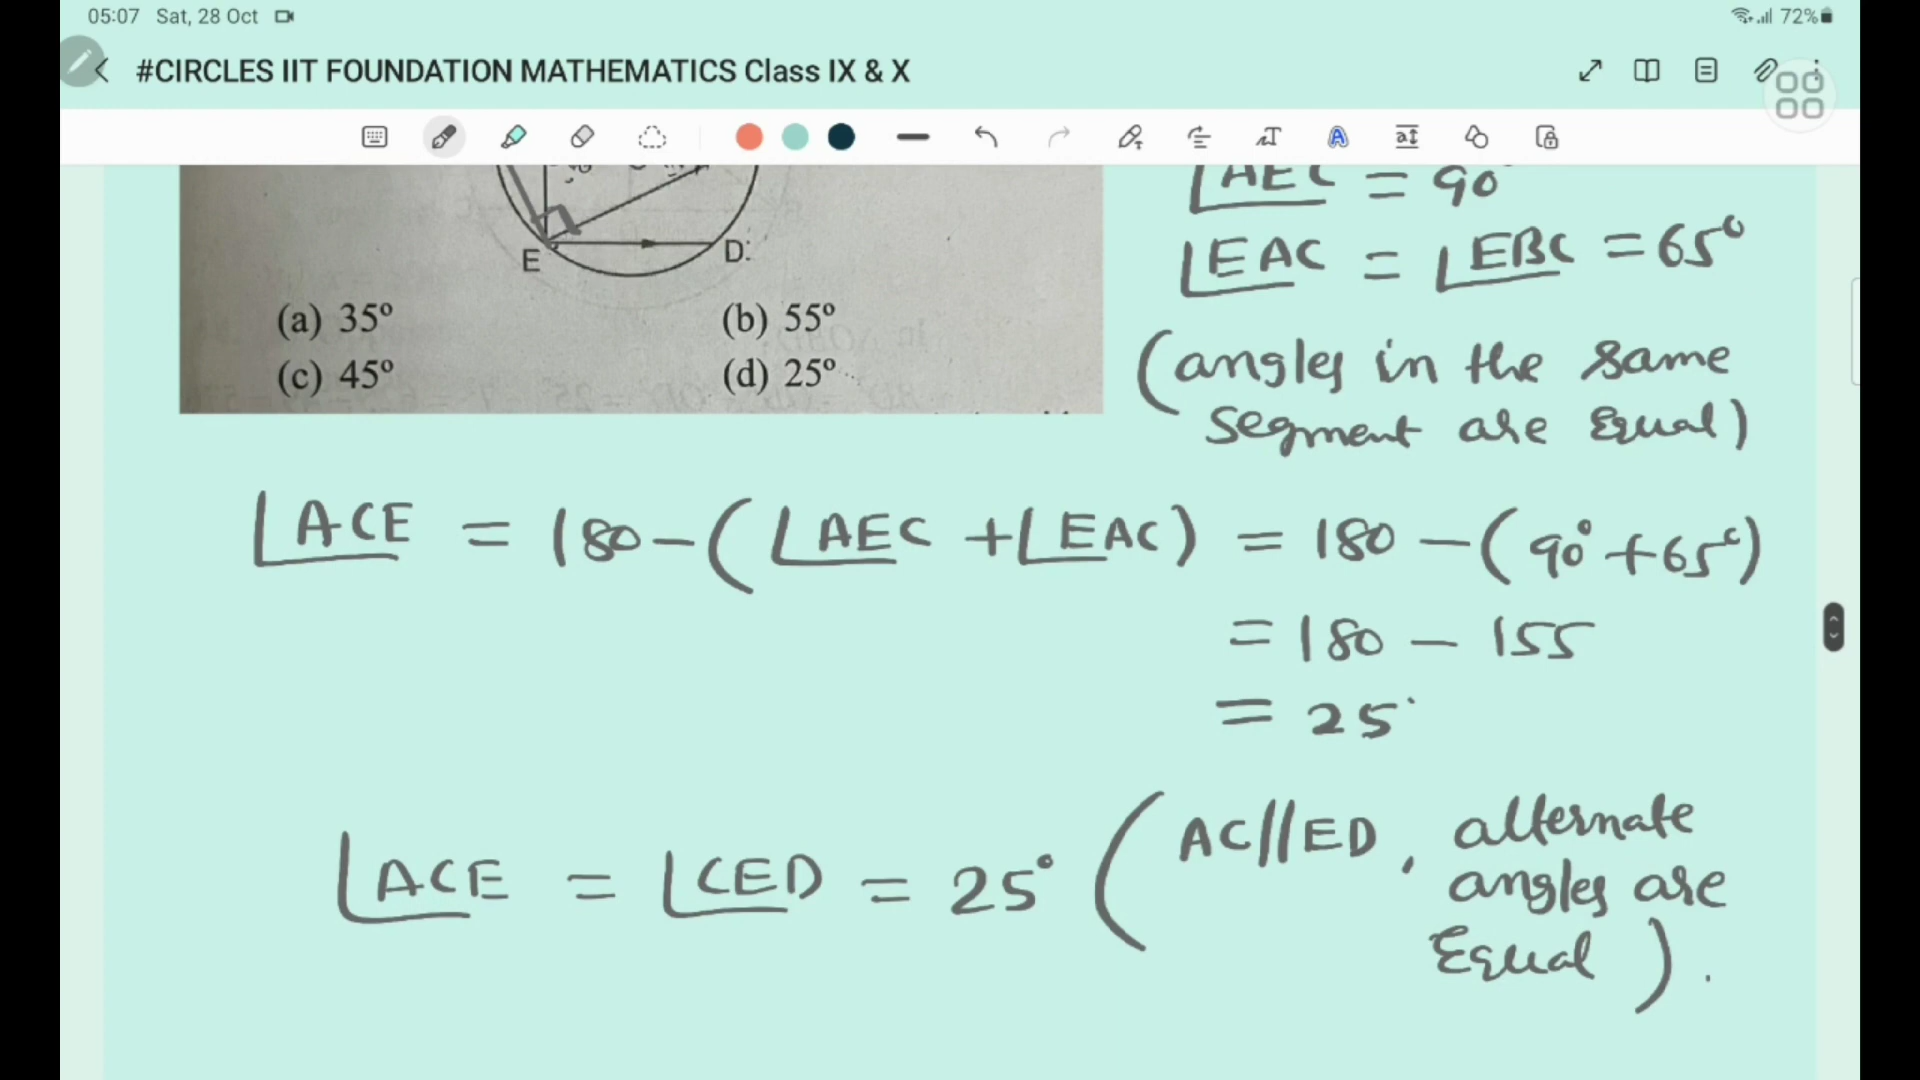 05:07 Sat, 28 Oct
72%
#CIRCLES IIT FOUNDATION MATHEMATICS Class IX & X
∠AEC = 90°
∠EAC = ∠EBC = 65°
(angles in the same
segment are Equal)
E
D
(a) 35° (b) 55°
(c) 45° (d) 25°
∠ACE = 180 - (∠AEC + ∠EAC) = 180 - (90° + 65°)
= 180 - 155
= 25°
∠ACE = ∠CED = 25° (AC//ED, alternate
angles are
Equal).